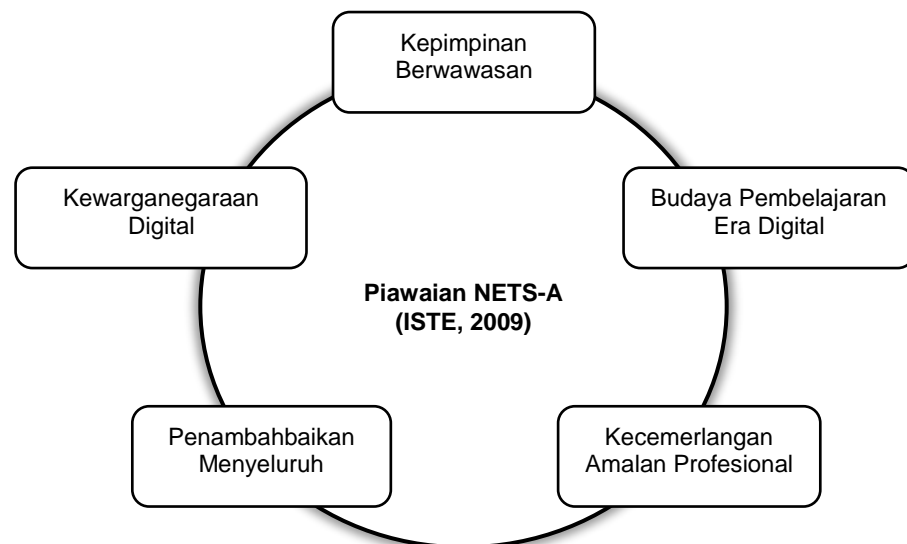 Kepimpinan
Berwawasan
Kewarganegaraan
Digital
Budaya Pembelajaran
Era Digital
Piawaian NETS-A
(ISTE, 2009)
Penambahbaikan
Menyeluruh
Kecemerlangan
Amalan Profesional